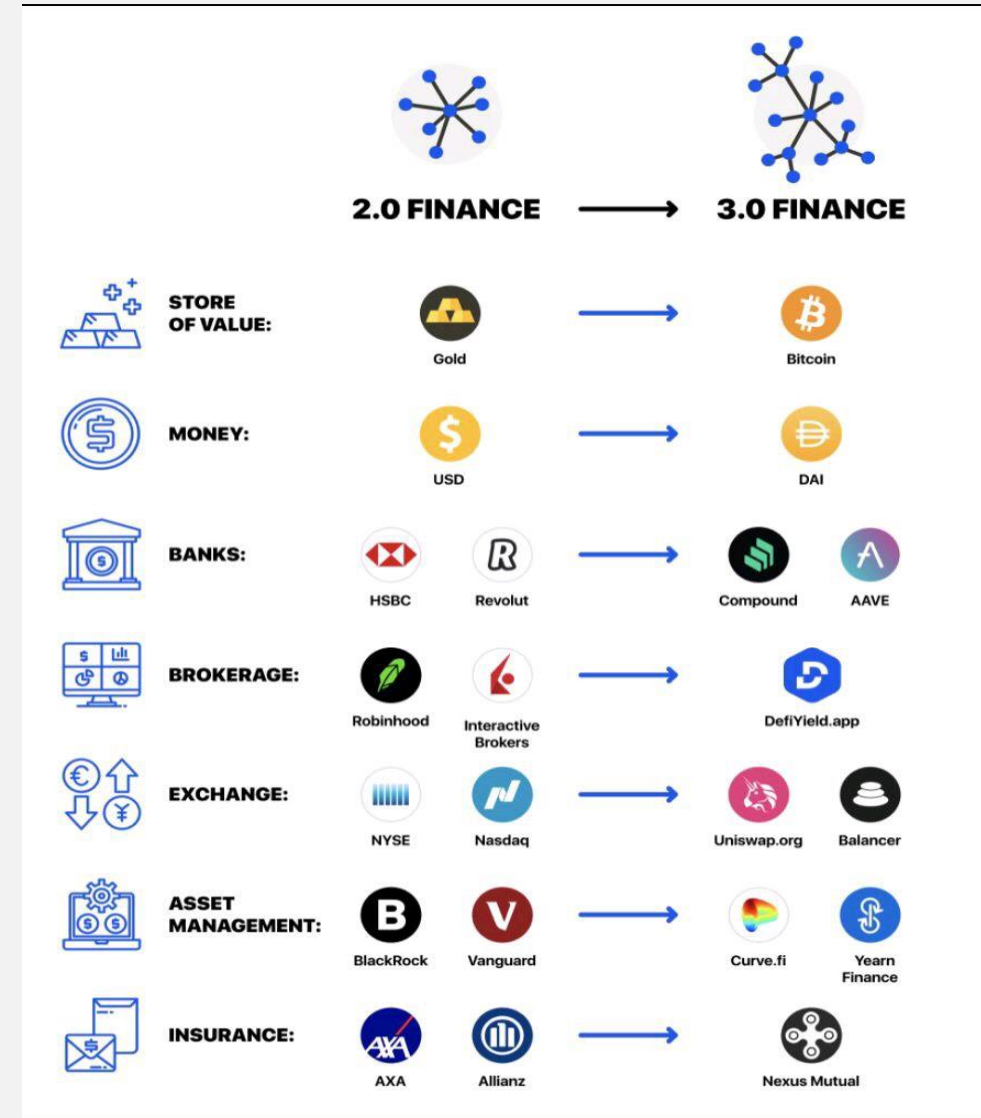 2.0 FINANCE
3.0 FINANCE
STORE
OF VALUE:
Gold
Bitcoin
MONEY:
$
USD
DAI
BANKS:
HSBC
R
Revolut
Compound
AAVE
BROKERAGE:
Robinhood
Interactive
Brokers
DefiYield.app
EXCHANGE:
NYSE
Nasdaq
Uniswap.org
Balancer
ASSET
MANAGEMENT:
B
BlackRock
V
Vanguard
Curve.fi
Yearn
Finance
INSURANCE:
AXA
AXA
Allianz
Nexus Mutual